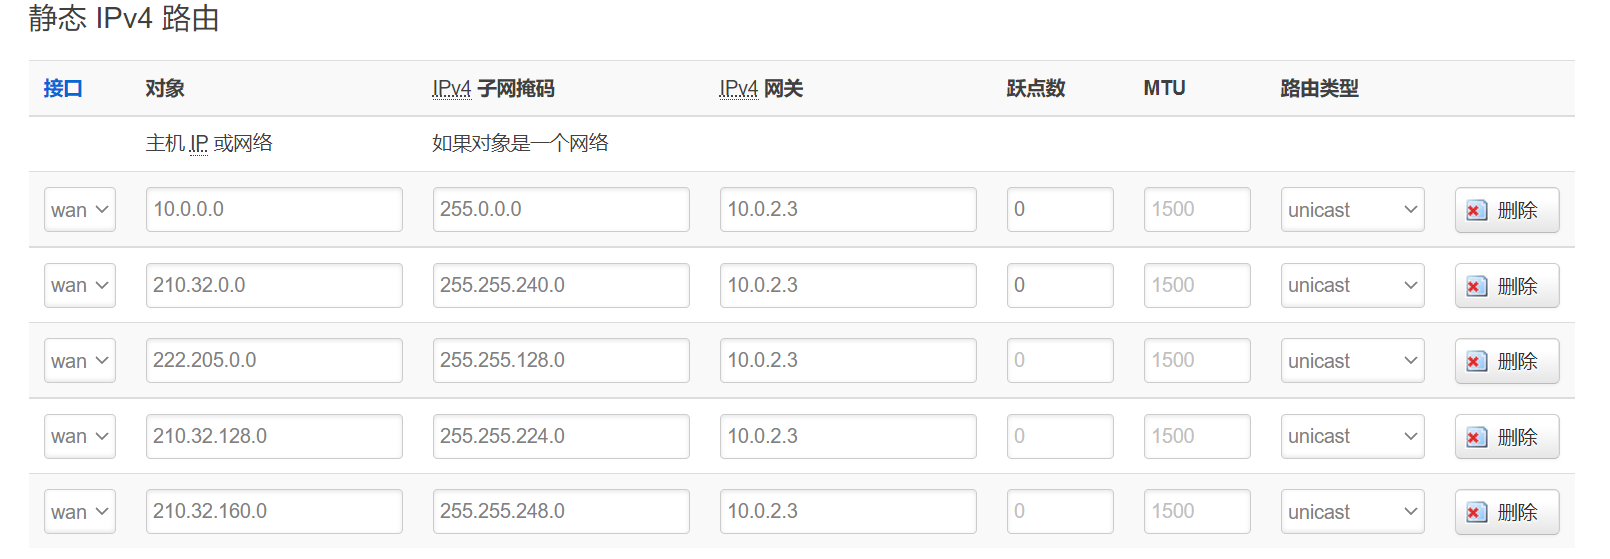 静态 IPv4 路由
接口 对象 IPv4 子网掩码 IPv4 网关 跃点数 MTU 路由类型
主机 IP 或网络 如果对象是一个网络
wan 10.0.0.0 255.0.0.0 10.0.2.3 0 1500 unicast 删除
wan 210.32.0.0 255.255.240.0 10.0.2.3 0 1500 unicast 删除
wan 222.205.0.0 255.255.128.0 10.0.2.3 0 1500 unicast 删除
wan 210.32.128.0 255.255.224.0 10.0.2.3 0 1500 unicast 删除
wan 210.32.160.0 255.255.248.0 10.0.2.3 0 1500 unicast 删除